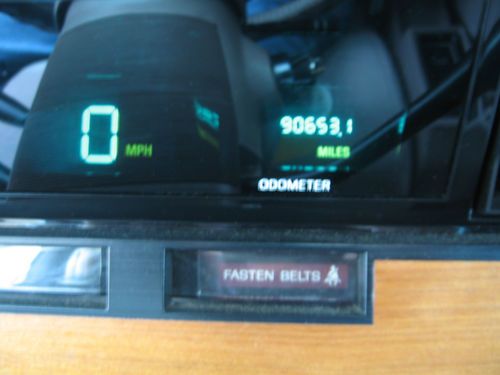 0 MPH
90653.1
MILES
ODOMETER
FASTEN BELTS